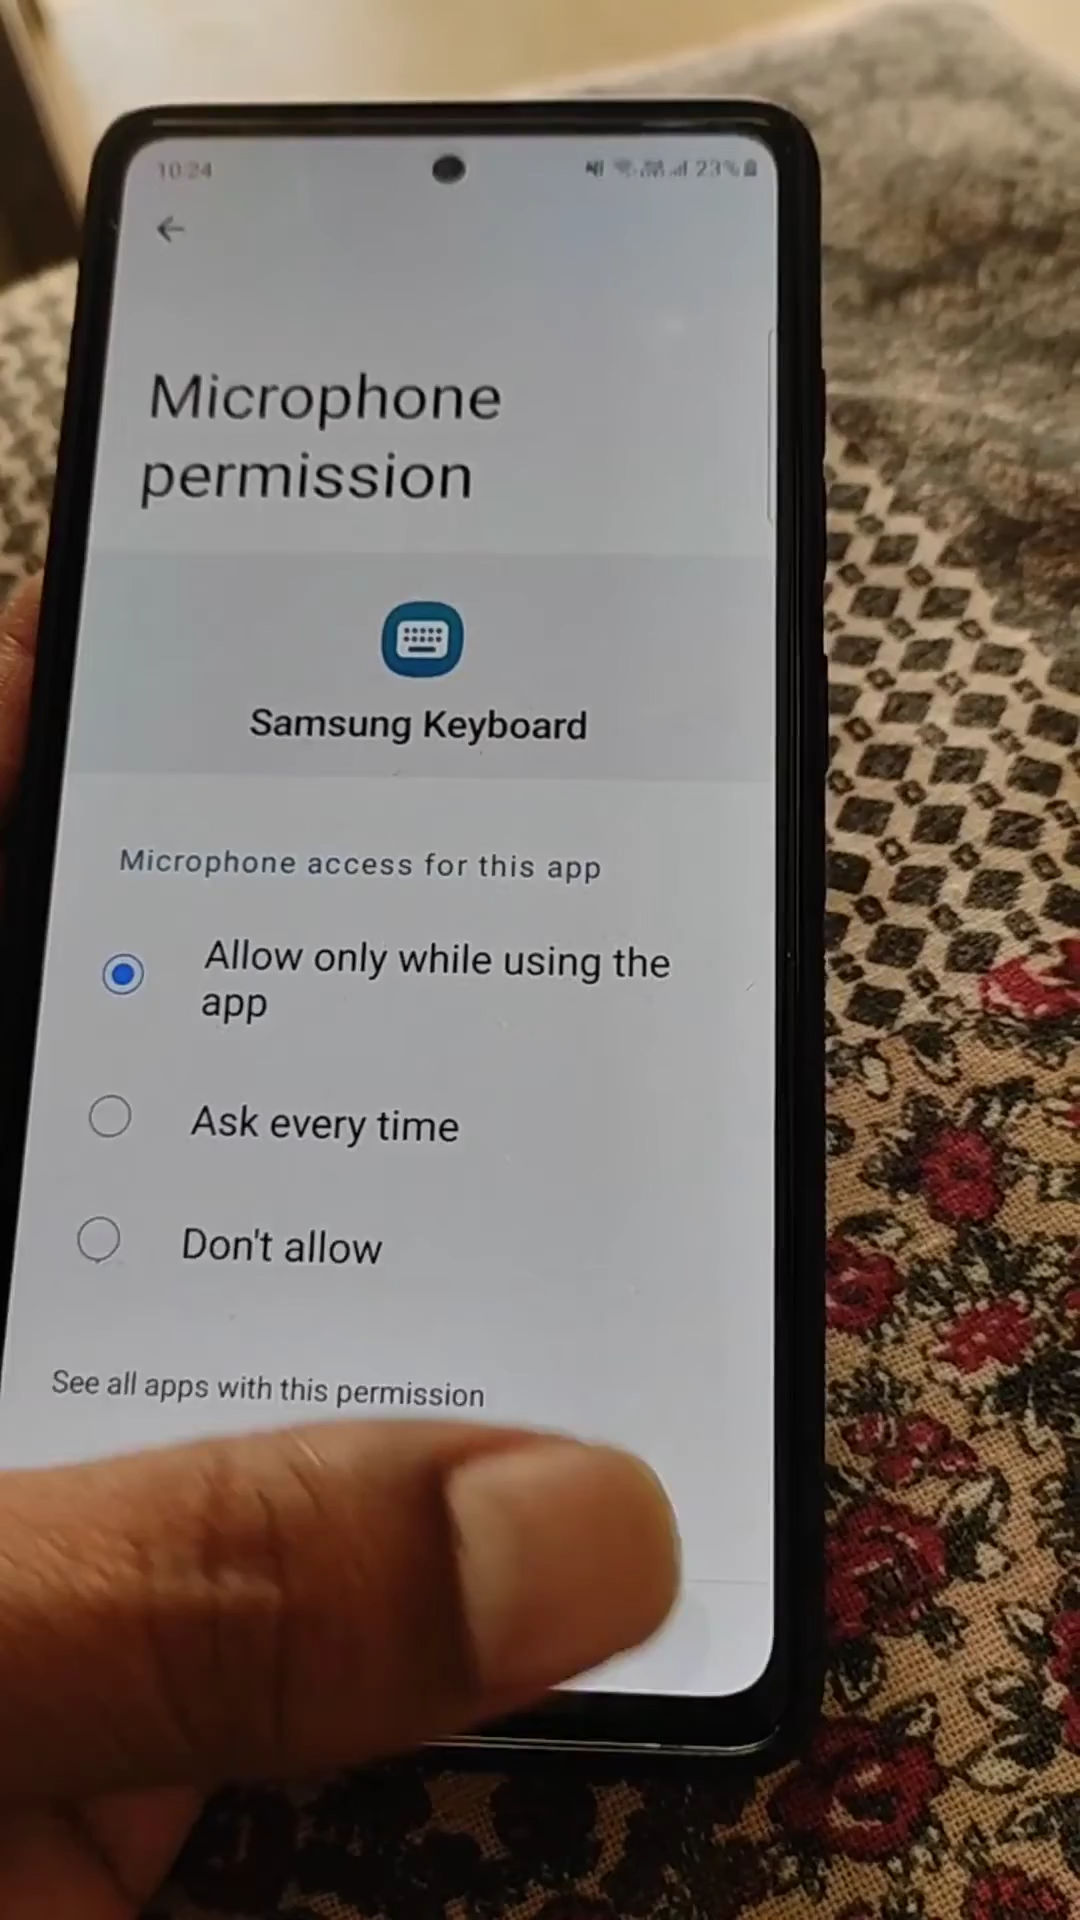 10:24
23%
Microphone
permission
Samsung Keyboard
Microphone access for this app
Allow only while using the
app
Ask every time
Don't allow
See all apps with this permission